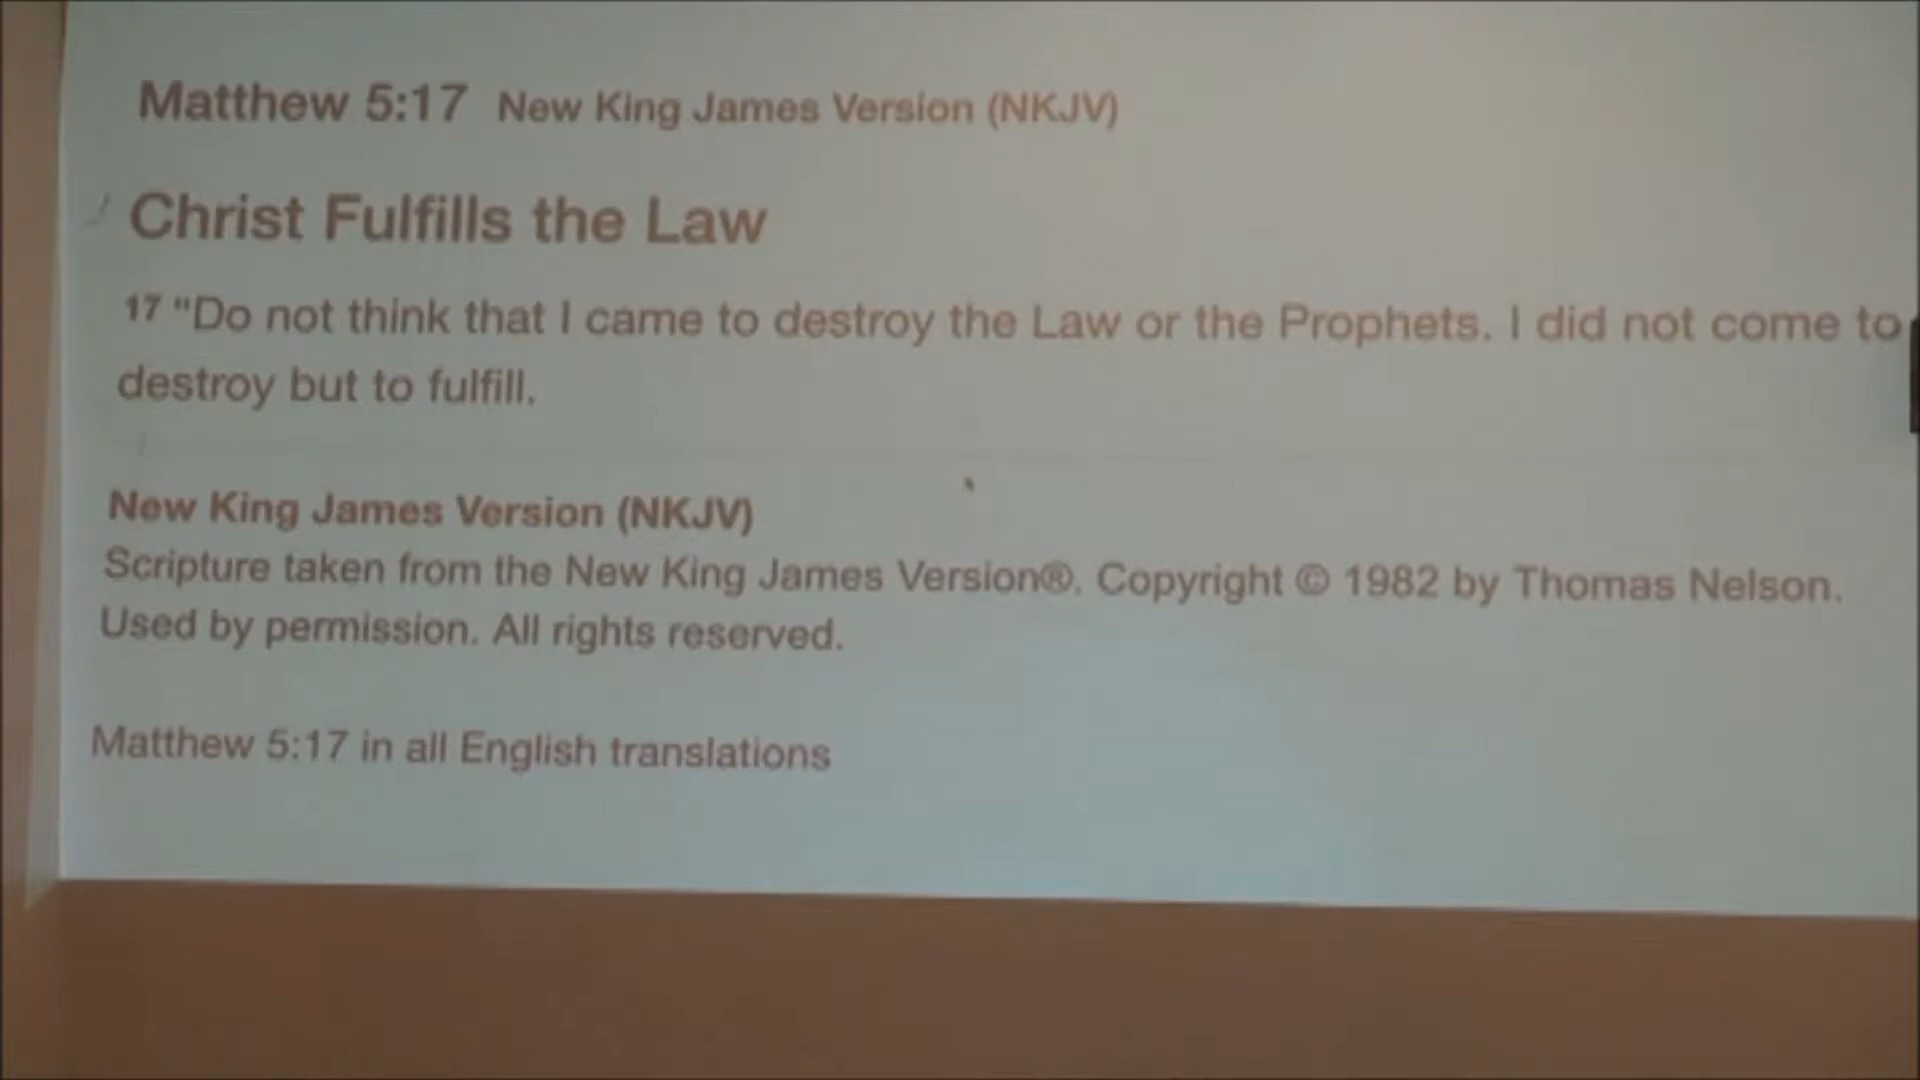 Matthew 5:17 New King James Version (NKJV)
Christ Fulfills the Law
17 "Do not think that I came to destroy the Law or the Prophets. I did not come to
destroy but to fulfill.
New King James Version (NKJV)
Scripture taken from the New King James Version®. Copyright © 1982 by Thomas Nelson.
Used by permission. All rights reserved.
Matthew 5:17 in all English translations